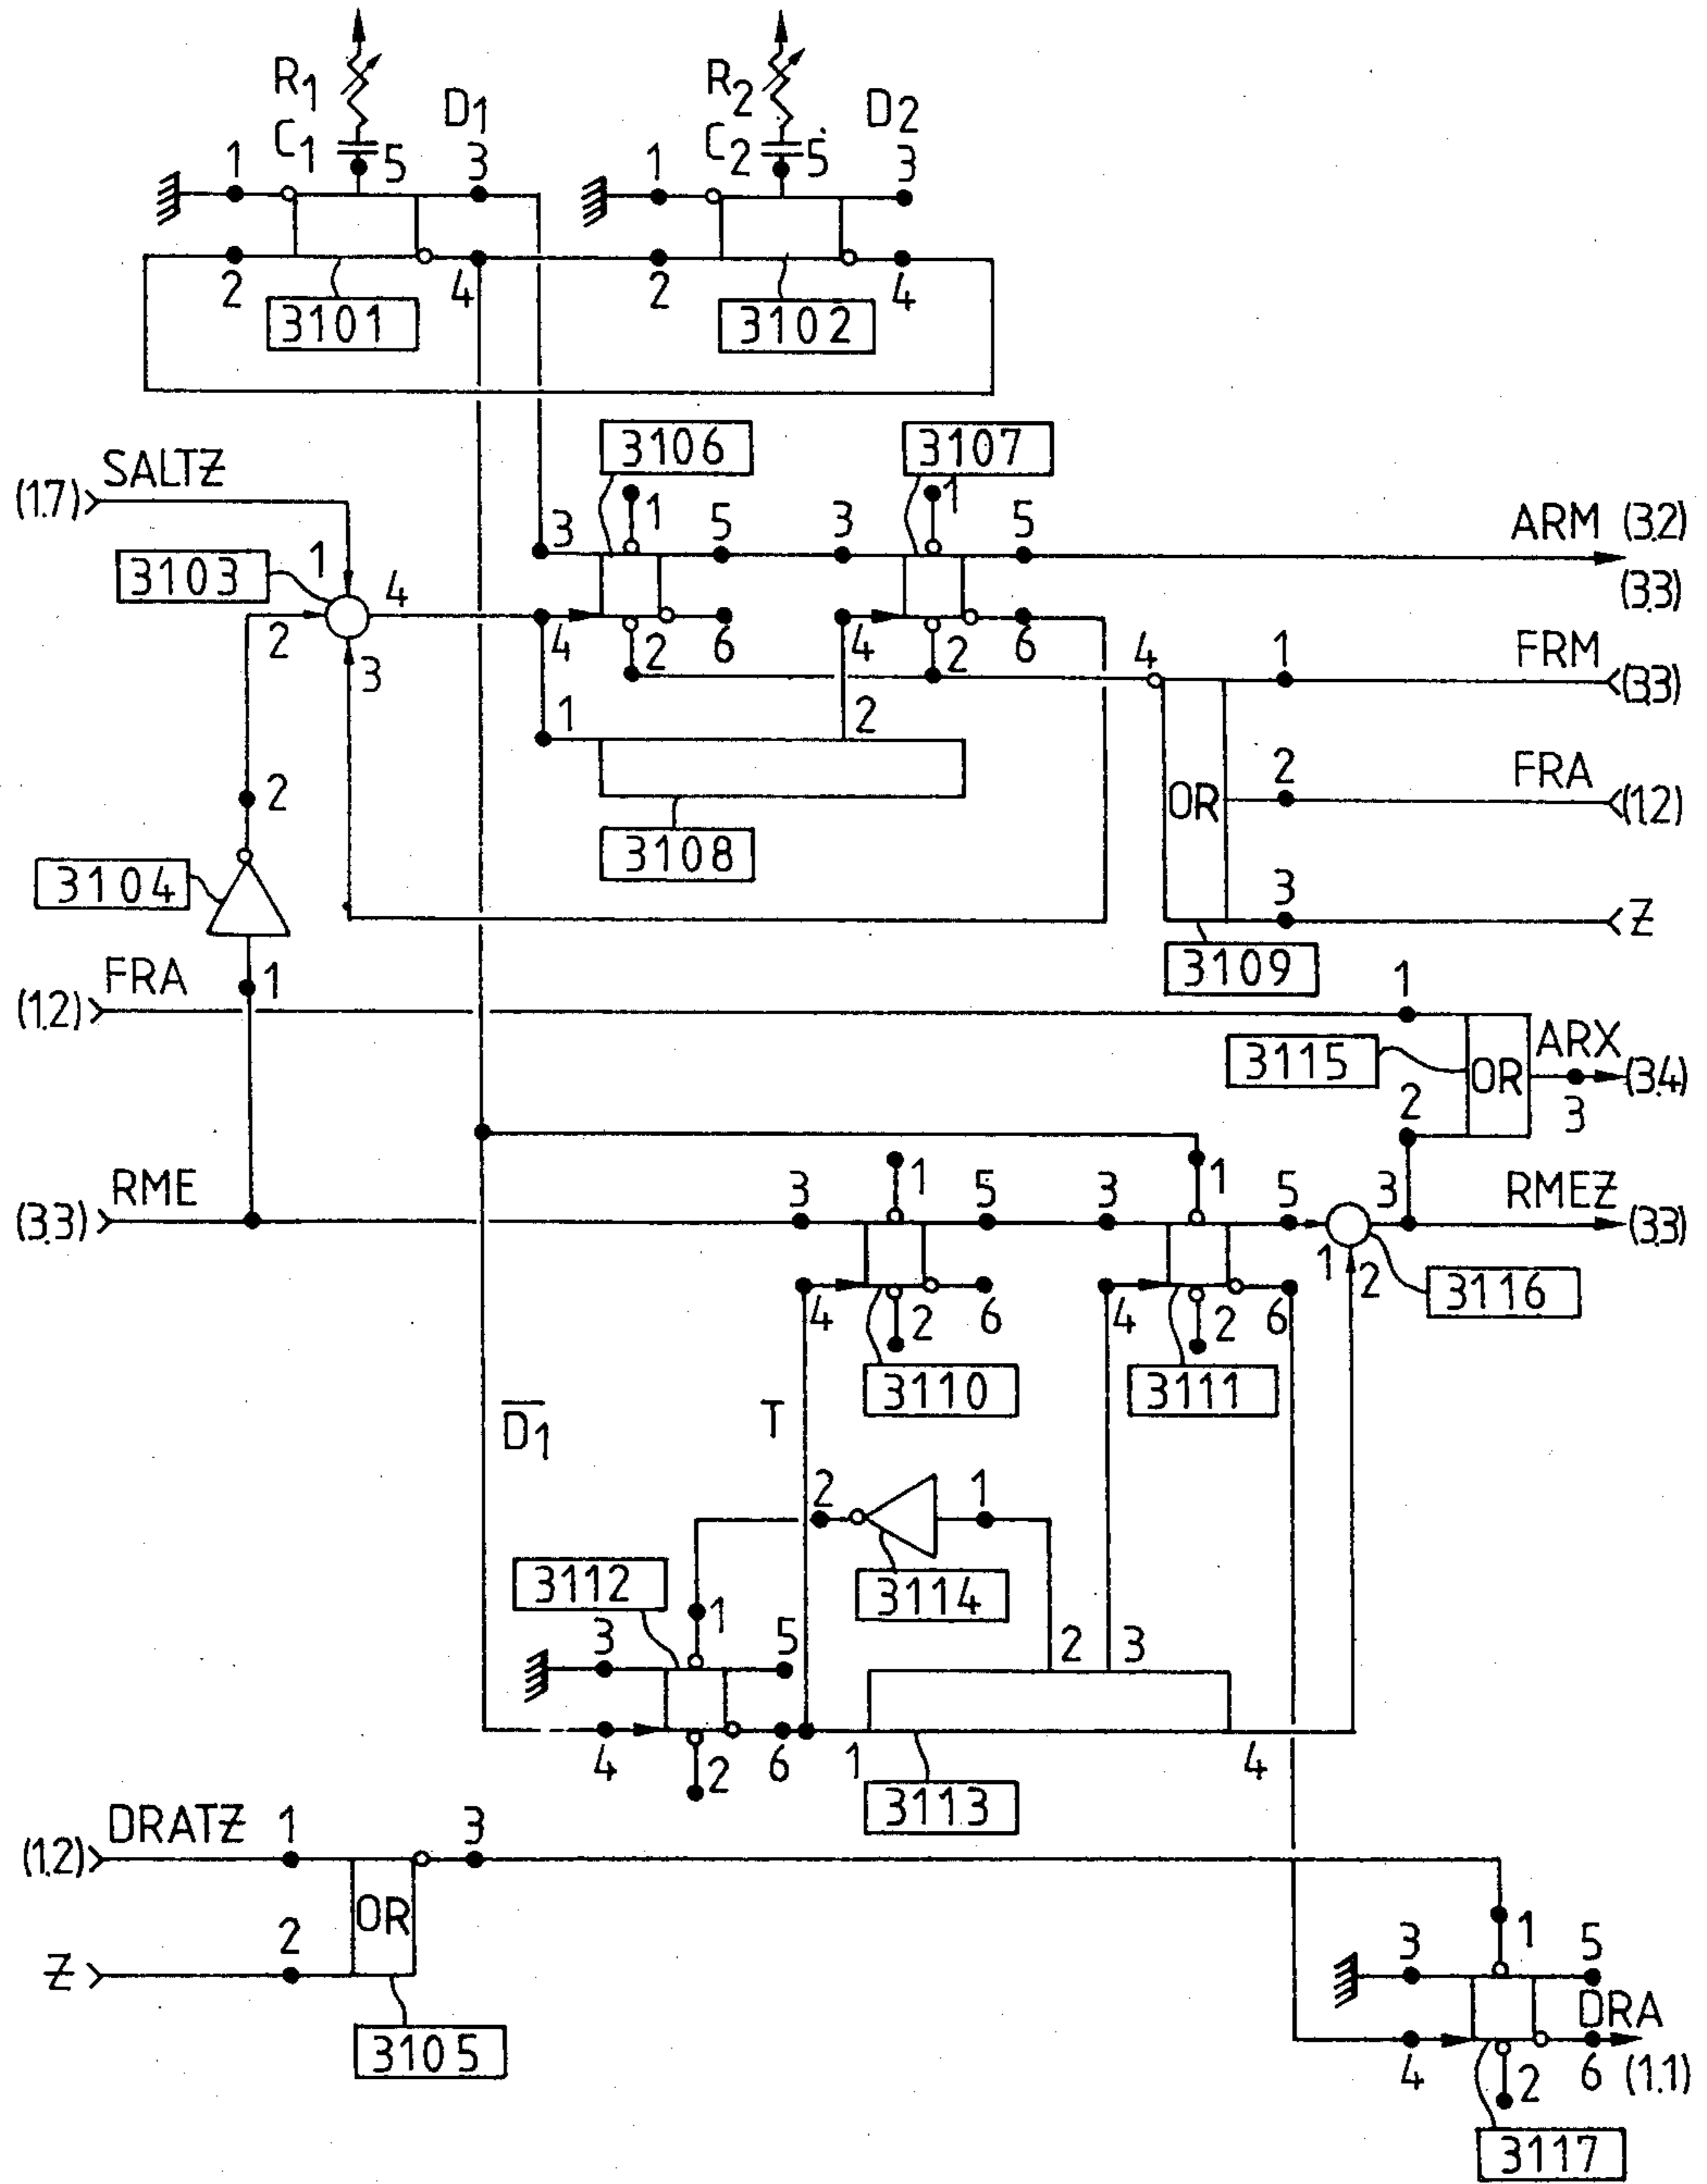 R1 R2
C1 5 D1 C2 5 D2
1 3 1 3
2 4 2 4
3101 3102
3106 3107
SALTZ
(1.7) 1 1
3 5 3 5 ARM (3.2)
3103 1 4 (3.3)
2 4 2 6 4 2 6 4 1 FRM
3 (3.3)
1 2
2 2 FRA
OR (1.2)
3108
3104 3 Z
3109
FRA 1 1
(1.2)
3115 OR ARX
2 3 (3.4)
RME 3 1 5 3 1 5 3 RMEZ
(3.3) (3.3)
1 2
4 2 6 4 2 6 3116
3110 3111
D1 T
2 1
3112 3114
3 1 5 2 3
4 2 6 1 4
3113
DRATZ 1 3
(1.2)
OR
2 3 1 5
Z
DRA
3105 4 2 6 (1.1)
3117